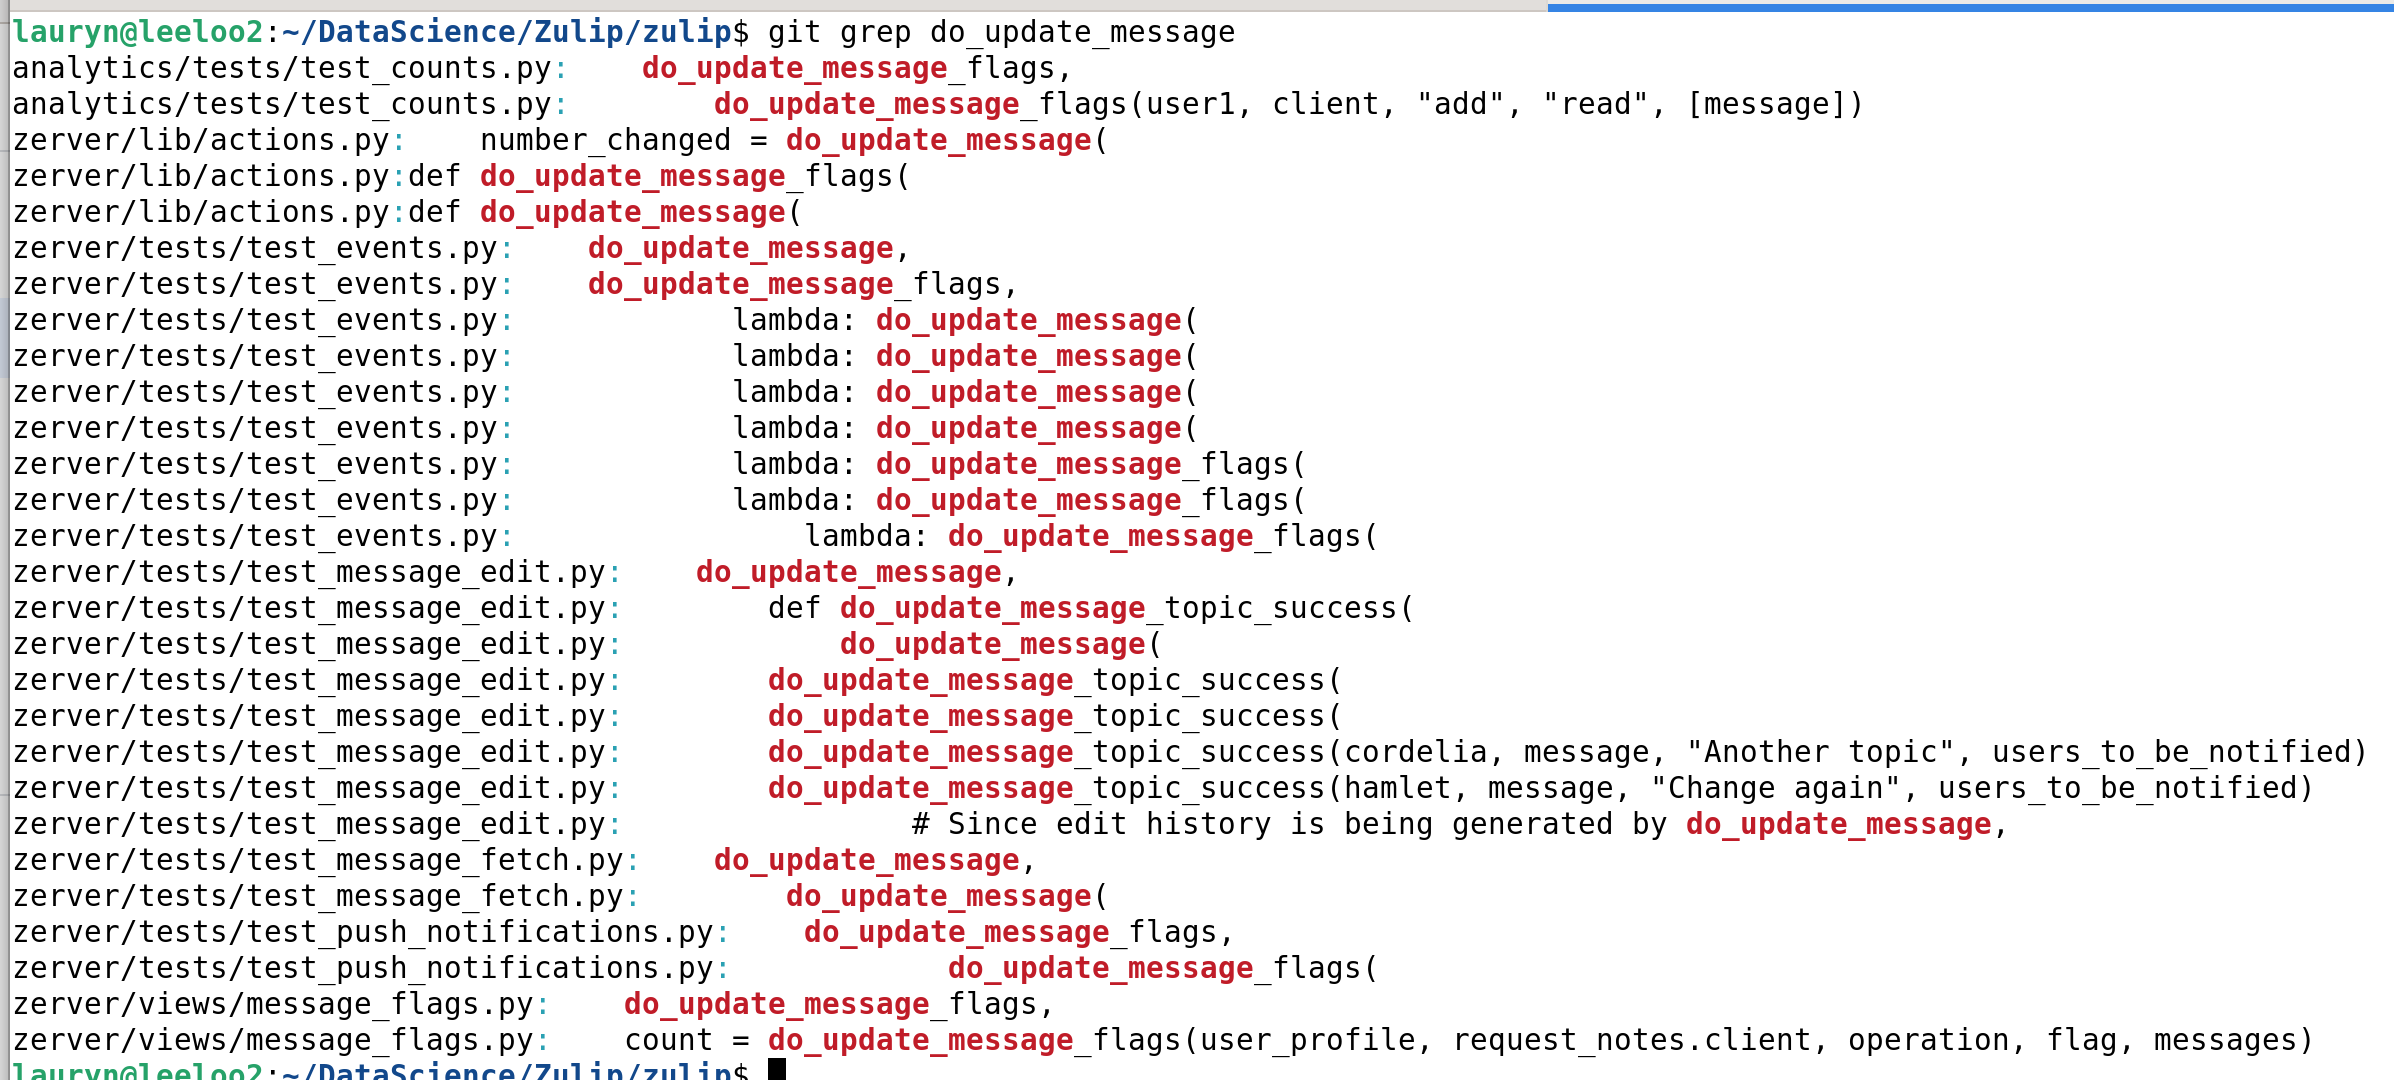 lauryn@leeloo2:~/DataScience/Zulip/zulip$ git grep do_update_message
analytics/tests/test_counts.py:    do_update_message_flags,
analytics/tests/test_counts.py:        do_update_message_flags(user1, client, "add", "read", [message])
zerver/lib/actions.py:    number_changed = do_update_message(
zerver/lib/actions.py:def do_update_message_flags(
zerver/lib/actions.py:def do_update_message(
zerver/tests/test_events.py:    do_update_message,
zerver/tests/test_events.py:    do_update_message_flags,
zerver/tests/test_events.py:            lambda: do_update_message(
zerver/tests/test_events.py:            lambda: do_update_message(
zerver/tests/test_events.py:            lambda: do_update_message(
zerver/tests/test_events.py:            lambda: do_update_message(
zerver/tests/test_events.py:            lambda: do_update_message_flags(
zerver/tests/test_events.py:            lambda: do_update_message_flags(
zerver/tests/test_events.py:                lambda: do_update_message_flags(
zerver/tests/test_message_edit.py:    do_update_message,
zerver/tests/test_message_edit.py:        def do_update_message_topic_success(
zerver/tests/test_message_edit.py:            do_update_message(
zerver/tests/test_message_edit.py:        do_update_message_topic_success(
zerver/tests/test_message_edit.py:        do_update_message_topic_success(
zerver/tests/test_message_edit.py:        do_update_message_topic_success(cordelia, message, "Another topic", users_to_be_notified)
zerver/tests/test_message_edit.py:        do_update_message_topic_success(hamlet, message, "Change again", users_to_be_notified)
zerver/tests/test_message_edit.py:                # Since edit history is being generated by do_update_message,
zerver/tests/test_message_fetch.py:    do_update_message,
zerver/tests/test_message_fetch.py:        do_update_message(
zerver/tests/test_push_notifications.py:    do_update_message_flags,
zerver/tests/test_push_notifications.py:            do_update_message_flags(
zerver/views/message_flags.py:    do_update_message_flags,
zerver/views/message_flags.py:    count = do_update_message_flags(user_profile, request_notes.client, operation, flag, messages)
lauryn@leeloo2:~/DataScience/Zulip/zulip$